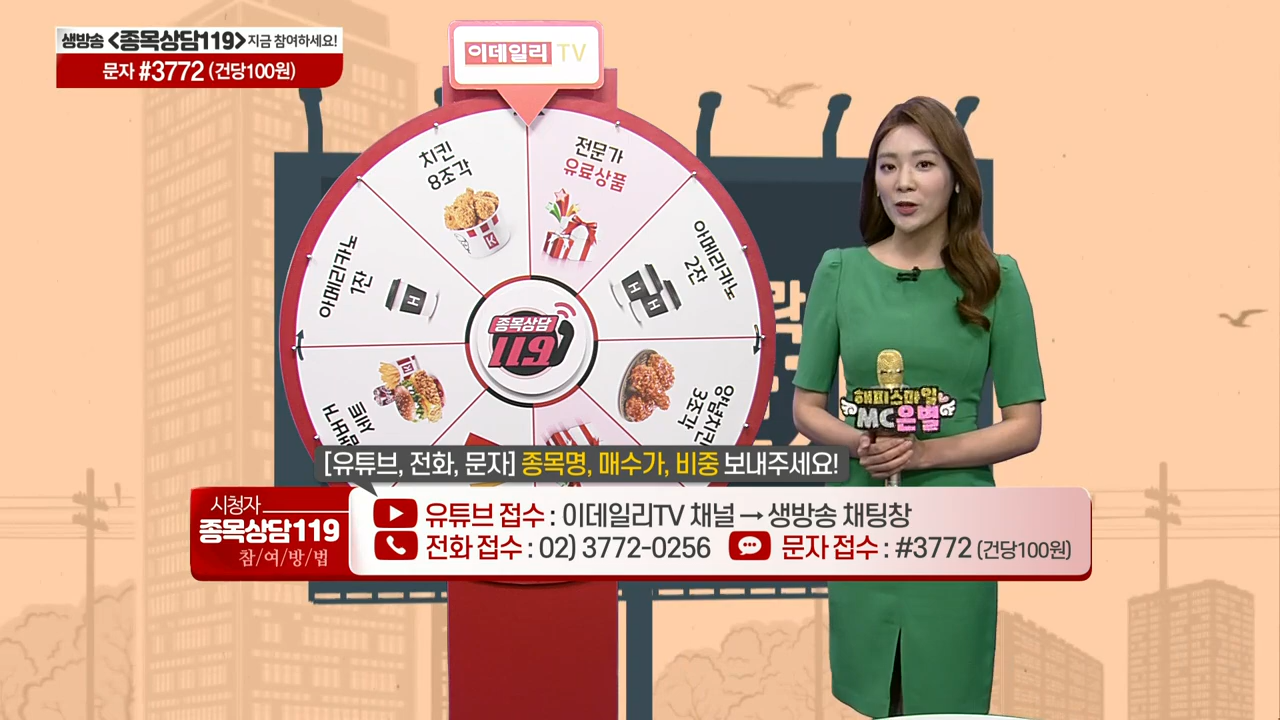 생방송 <종목상담119> 지금 참여하세요!
문자 #3772 (건당100원)
이데일리 TV
치킨
8조각
전문가
유료상품
아메리카노
1잔
아메리카노
2잔
H
H H
K
종목상담
119
양념치킨
3조각
세트
해피스마일
MC은별
[유튜브, 전화, 문자] 종목명, 매수가, 비중 보내주세요!
시청자
종목상담119
참/여/방/법
유튜브 접수 : 이데일리TV 채널 → 생방송 채팅창
전화 접수 : 02) 3772-0256
문자 접수 : #3772 (건당100원)